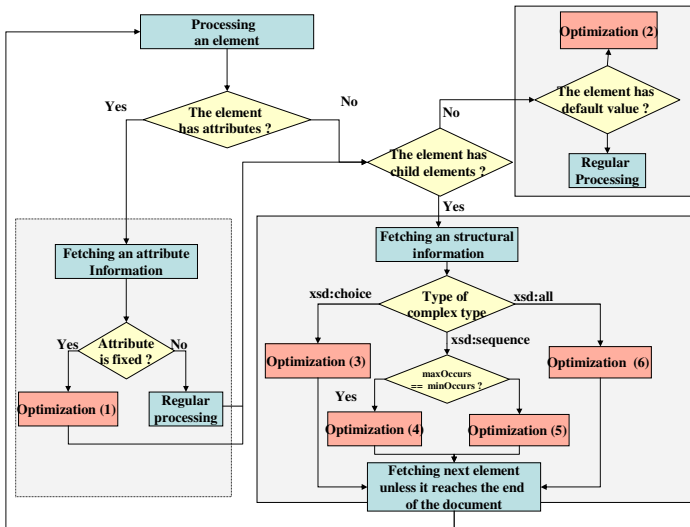 Processing
an element
Optimization (2)
Yes
The element
has attributes ?
No
No
The element has
default value ?
The element has
child elements ?
Regular
Processing
Yes
Fetching an attribute
Information
Fetching an structural
information
xsd:choice
Type of
complex type
xsd:all
xsd:sequence
Yes
Attribute
is fixed ?
No
Optimization (3)
maxOccurs
== minOccurs ?
Optimization (6)
Optimization (1)
Regular
processing
Yes
Optimization (4)
Optimization (5)
Fetching next element
unless it reaches the end
of the document